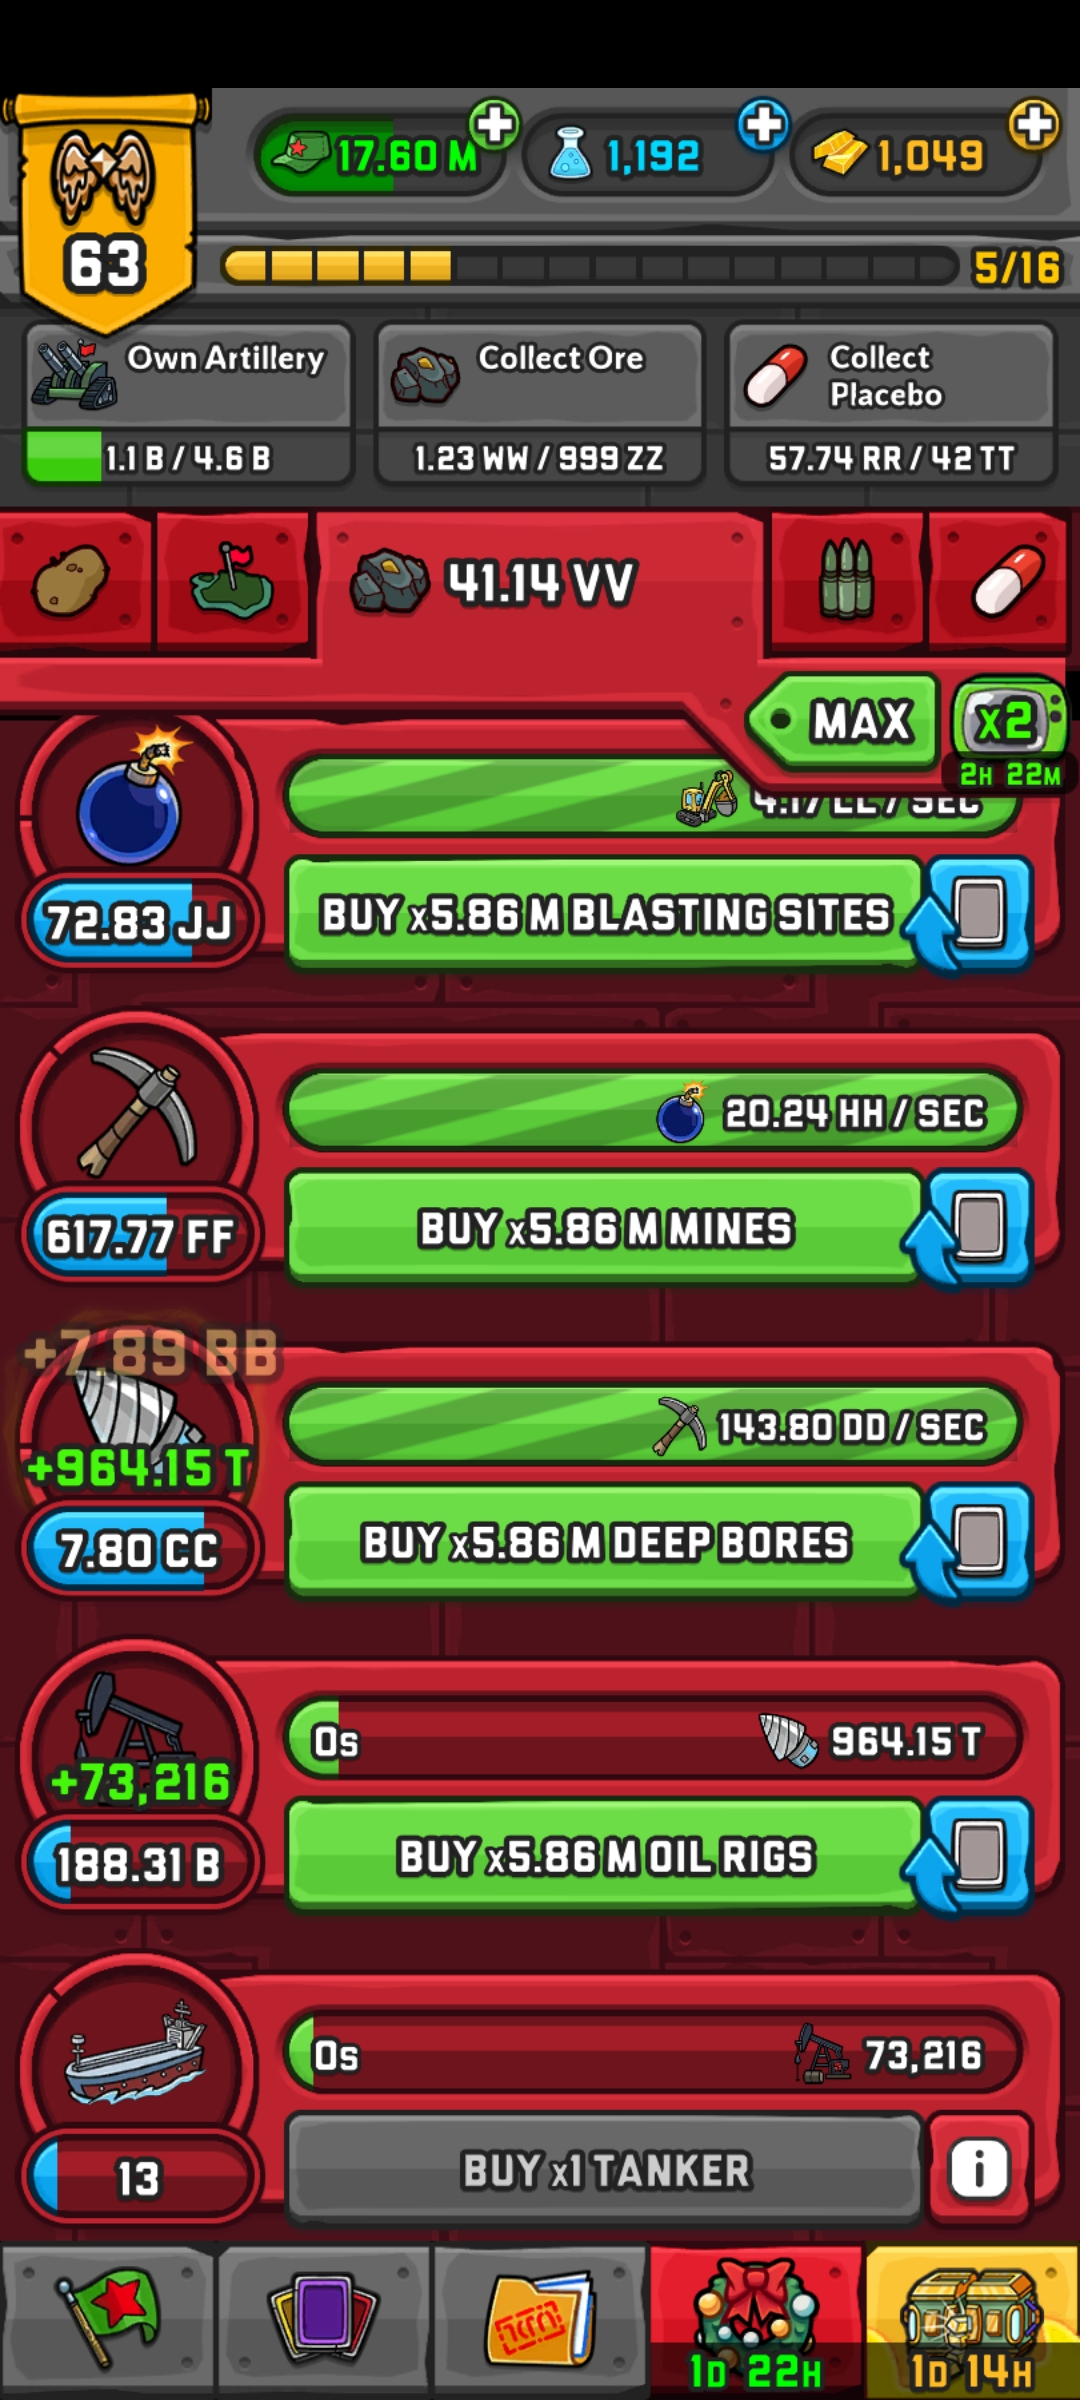 17.60 M
1,192
1,049
63
5/16
Own Artillery
1.1 B / 4.6 B
Collect Ore
1.23 WW / 999 ZZ
Collect
Placebo
57.74 RR / 42 TT
41.14 VV
MAX
x2
2H 22M
4.17 LL / SEC
72.83 JJ
BUY x5.86 M BLASTING SITES
20.24 HH / SEC
617.77 FF
BUY x5.86 M MINES
+7.89 BB
143.80 DD / SEC
+964.15 T
7.80 CC
BUY x5.86 M DEEP BORES
0s
964.15 T
+73,216
188.31 B
BUY x5.86 M OIL RIGS
0s
73,216
13
BUY x1 TANKER
i
1D 22H
1D 14H